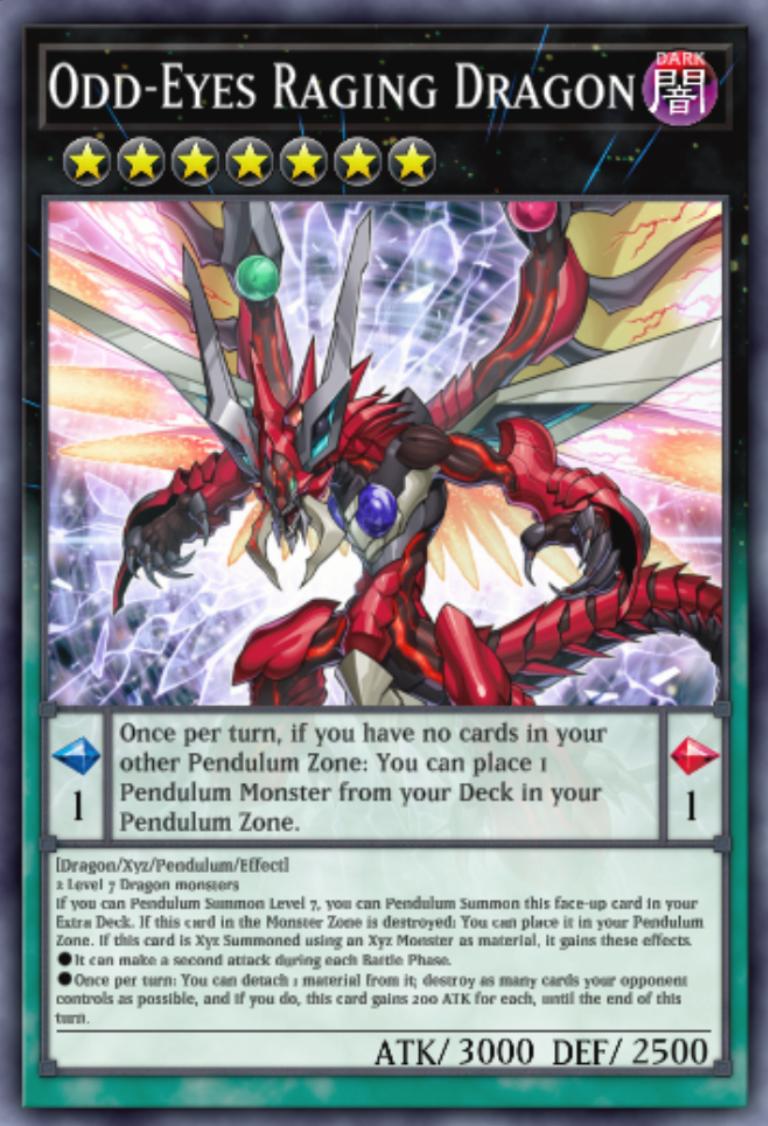 Odd-Eyes Raging Dragon
DARK
闇
Once per turn, if you have no cards in your
other Pendulum Zone: You can place 1
Pendulum Monster from your Deck in your
Pendulum Zone.
1
1
[Dragon/Xyz/Pendulum/Effect]
2 Level 7 Dragon monsters
If you can Pendulum Summon Level 7, you can Pendulum Summon this face-up card in your
Extra Deck. If this card in the Monster Zone is destroyed: You can place it in your Pendulum
Zone. If this card is Xyz Summoned using an Xyz Monster as material, it gains these effects.
●It can make a second attack during each Battle Phase.
●Once per turn: You can detach 1 material from it; destroy as many cards your opponent
controls as possible, and if you do, this card gains 200 ATK for each, until the end of this
turn.
ATK/ 3000 DEF/ 2500